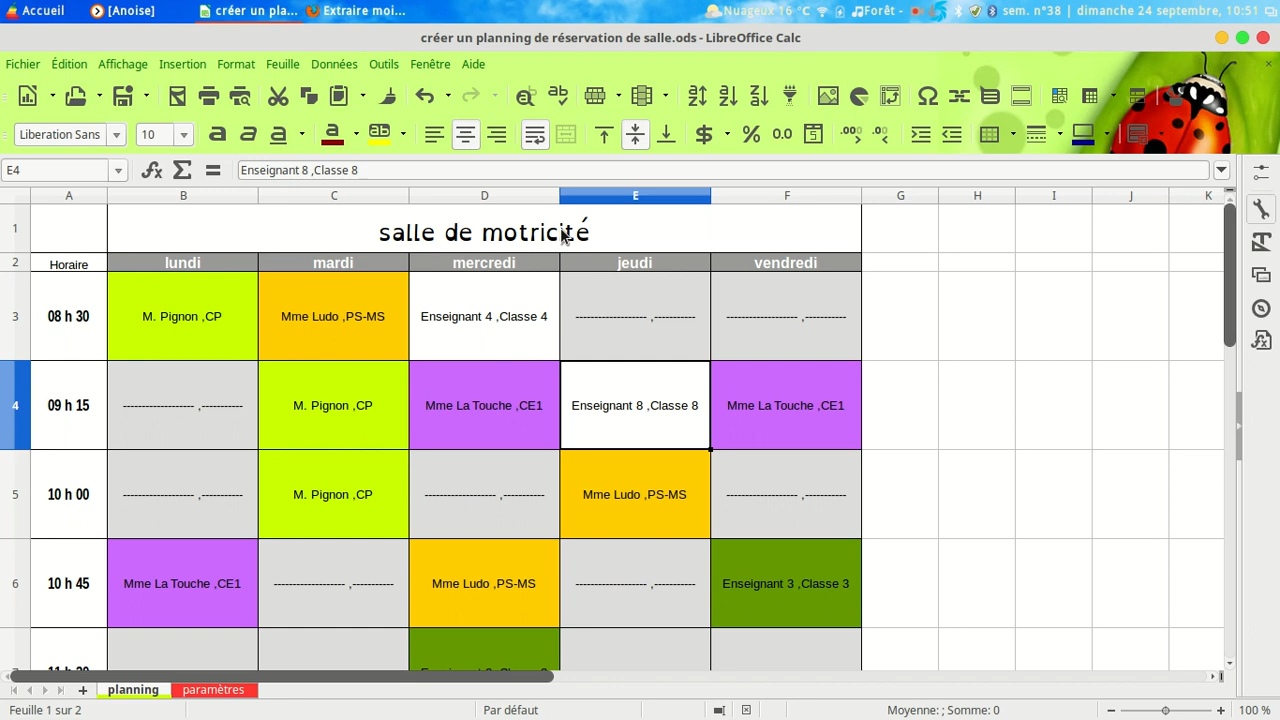 Accueil [Anoise] créer un pla... Extraire moi... Nuageux 16 °C Forêt - sem. n°38 | dimanche 24 septembre, 10:51
créer un planning de réservation de salle.ods - LibreOffice Calc
Fichier Édition Affichage Insertion Format Feuille Données Outils Fenêtre Aide
Liberation Sans 10
E4 Enseignant 8 ,Classe 8
A B C D E F G H I J K
1 salle de motricité
2 Horaire lundi mardi mercredi jeudi vendredi
3 08 h 30 M. Pignon ,CP Mme Ludo ,PS-MS Enseignant 4 ,Classe 4 ------------------- ,----------- ------------------- ,-----------
4 09 h 15 ------------------- ,----------- M. Pignon ,CP Mme La Touche ,CE1 Enseignant 8 ,Classe 8 Mme La Touche ,CE1
5 10 h 00 ------------------- ,----------- M. Pignon ,CP ------------------- ,----------- Mme Ludo ,PS-MS ------------------- ,-----------
6 10 h 45 Mme La Touche ,CE1 ------------------- ,----------- Mme Ludo ,PS-MS ------------------- ,----------- Enseignant 3 ,Classe 3
planning paramètres
Feuille 1 sur 2 Par défaut Moyenne: ; Somme: 0 100 %